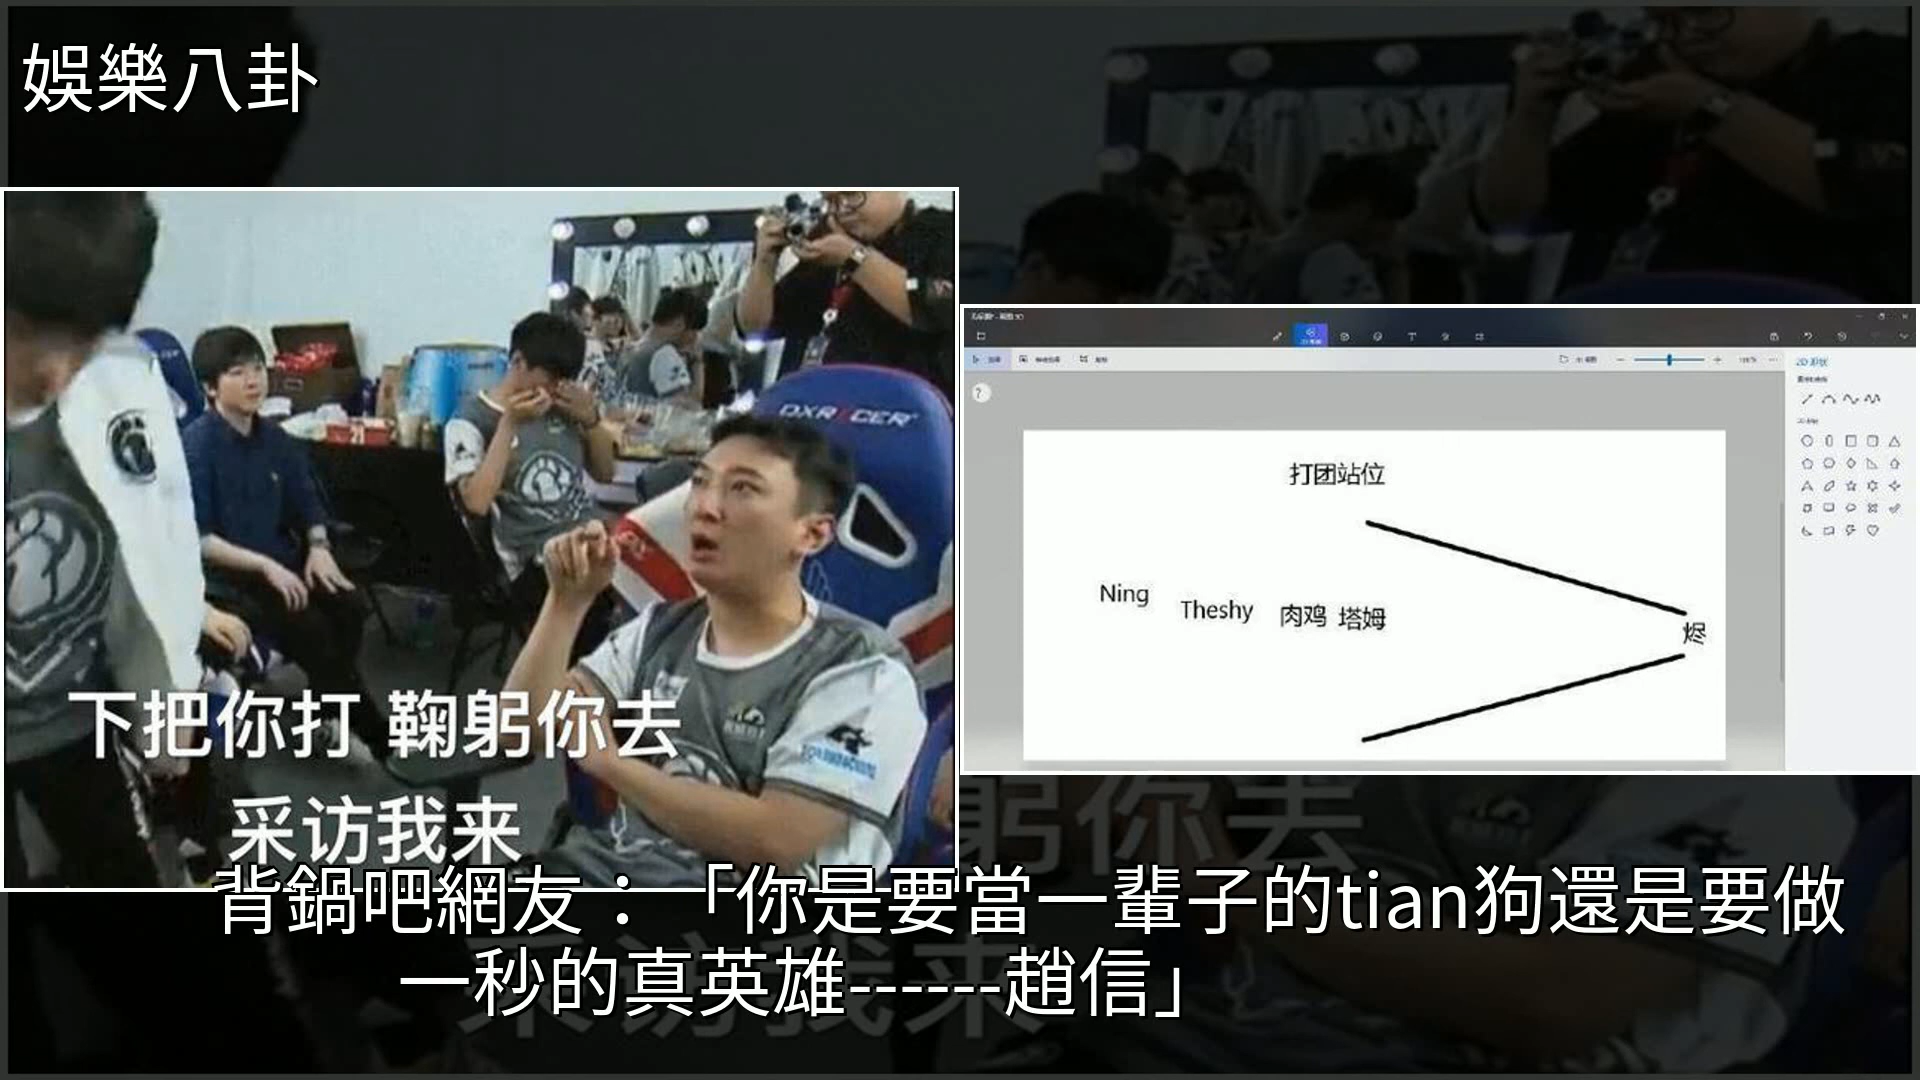 娛樂八卦
DXRACER
下把你打 鞠躬你去
采访我来
打团站位
Ning
Theshy
肉鸡
塔姆
烬
背鍋吧網友：「你是要當一輩子的tian狗還是要做
一秒的真英雄------趙信」